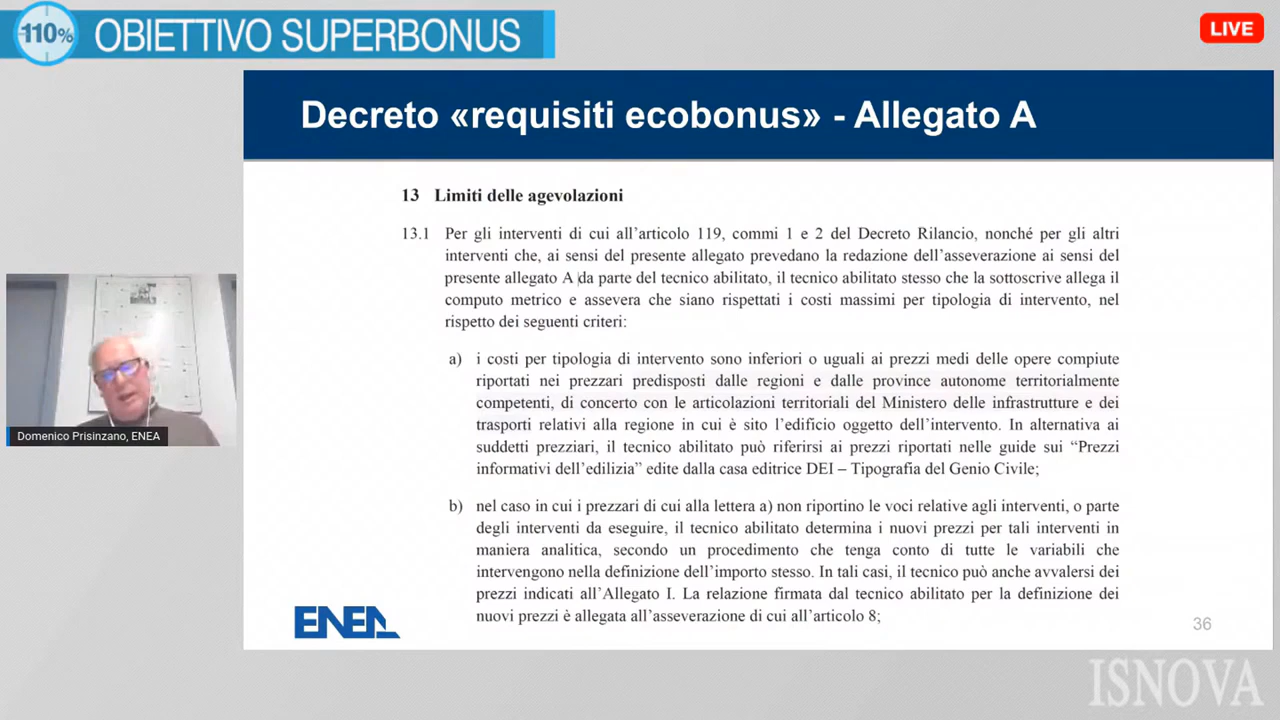 110%
OBIETTIVO SUPERBONUS
LIVE
Decreto «requisiti ecobonus» - Allegato A
13 Limiti delle agevolazioni
13.1 Per gli interventi di cui all'articolo 119, commi 1 e 2 del Decreto Rilancio, nonché per gli altri
interventi che, ai sensi del presente allegato prevedano la redazione dell'asseverazione ai sensi del
presente allegato A da parte del tecnico abilitato, il tecnico abilitato stesso che la sottoscrive allega il
computo metrico e assevera che siano rispettati i costi massimi per tipologia di intervento, nel
rispetto dei seguenti criteri:
a) i costi per tipologia di intervento sono inferiori o uguali ai prezzi medi delle opere compiute
riportati nei prezzari predisposti dalle regioni e dalle province autonome territorialmente
competenti, di concerto con le articolazioni territoriali del Ministero delle infrastrutture e dei
trasporti relativi alla regione in cui è sito l'edificio oggetto dell'intervento. In alternativa ai
suddetti prezziari, il tecnico abilitato può riferirsi ai prezzi riportati nelle guide sui “Prezzi
informativi dell'edilizia” edite dalla casa editrice DEI – Tipografia del Genio Civile;
b) nel caso in cui i prezzari di cui alla lettera a) non riportino le voci relative agli interventi, o parte
degli interventi da eseguire, il tecnico abilitato determina i nuovi prezzi per tali interventi in
maniera analitica, secondo un procedimento che tenga conto di tutte le variabili che
intervengono nella definizione dell'importo stesso. In tali casi, il tecnico può anche avvalersi dei
prezzi indicati all'Allegato I. La relazione firmata dal tecnico abilitato per la definizione dei
nuovi prezzi è allegata all'asseverazione di cui all'articolo 8;
Domenico Prisinzano, ENEA
ENEA
36
ISNOVA